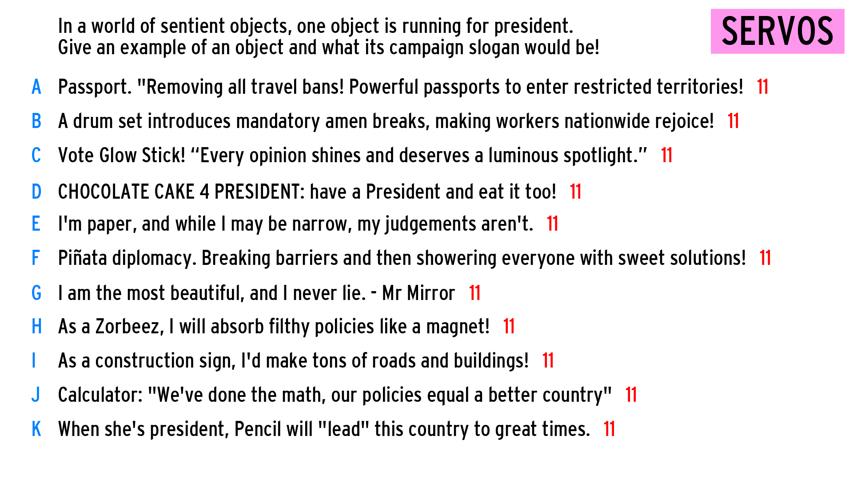 In a world of sentient objects, one object is running for president.
Give an example of an object and what its campaign slogan would be!
SERVOS
A Passport. "Removing all travel bans! Powerful passports to enter restricted territories! 11
B A drum set introduces mandatory amen breaks, making workers nationwide rejoice! 11
C Vote Glow Stick! “Every opinion shines and deserves a luminous spotlight.” 11
D CHOCOLATE CAKE 4 PRESIDENT: have a President and eat it too! 11
E I'm paper, and while I may be narrow, my judgements aren't. 11
F Piñata diplomacy. Breaking barriers and then showering everyone with sweet solutions! 11
G I am the most beautiful, and I never lie. - Mr Mirror 11
H As a Zorbeez, I will absorb filthy policies like a magnet! 11
I As a construction sign, I'd make tons of roads and buildings! 11
J Calculator: "We've done the math, our policies equal a better country" 11
K When she's president, Pencil will "lead" this country to great times. 11